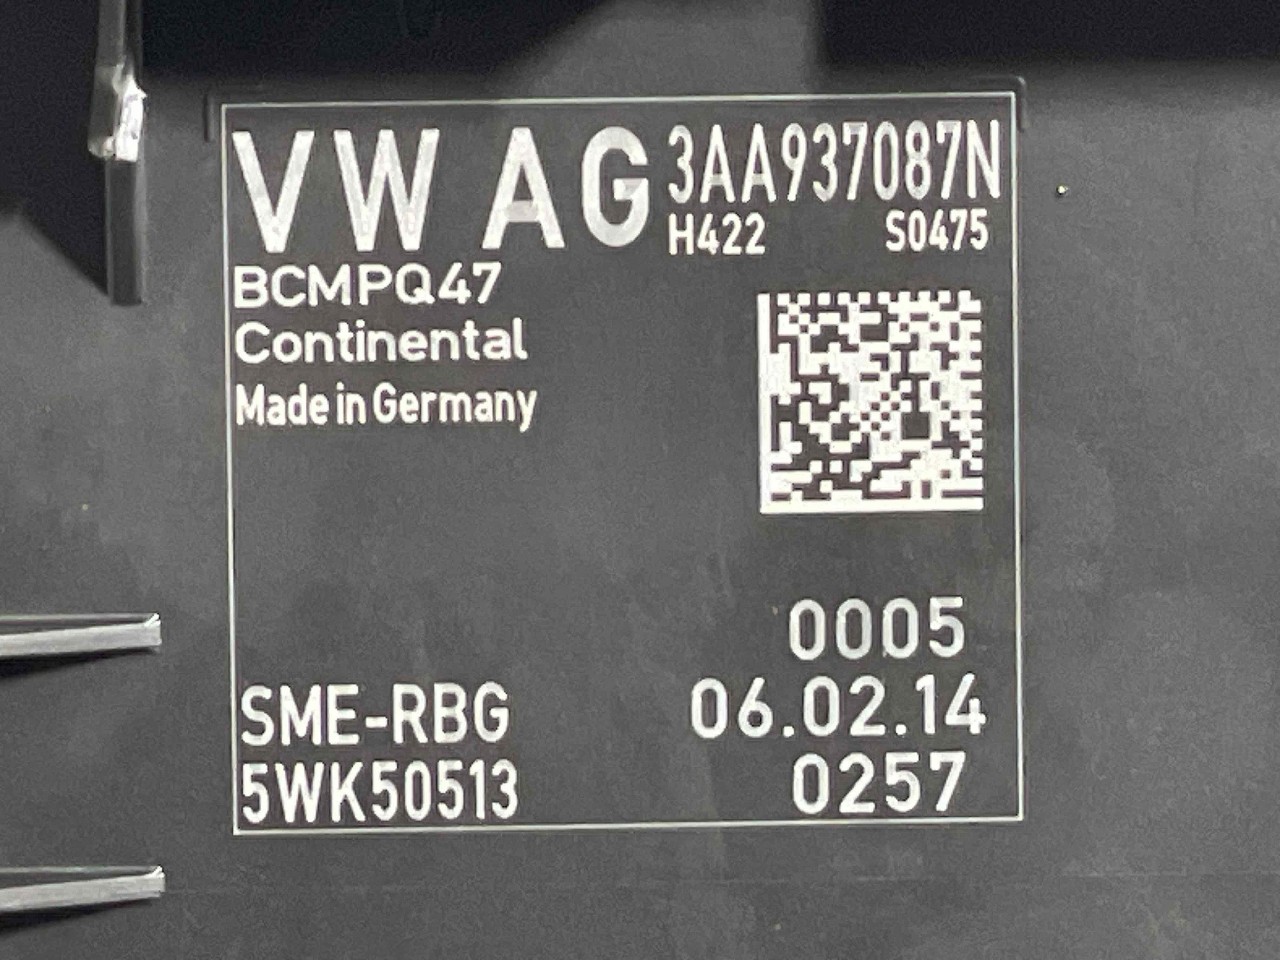 VW AG 3AA937087N
H422 S0475
BCMPQ47
Continental
Made in Germany
0005
SME-RBG 06.02.14
5WK50513 0257